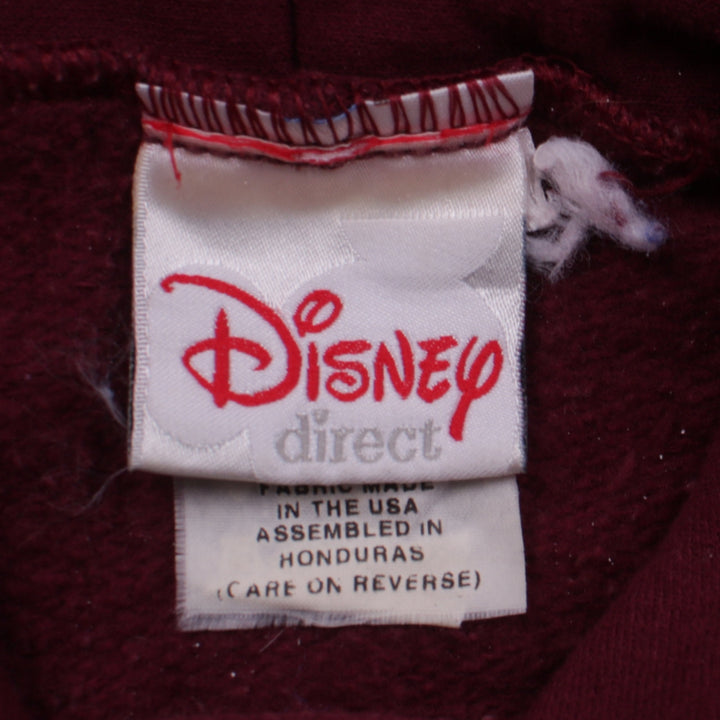 Disney
direct
FABRIC MADE
IN THE USA
ASSEMBLED IN
HONDURAS
(CARE ON REVERSE)